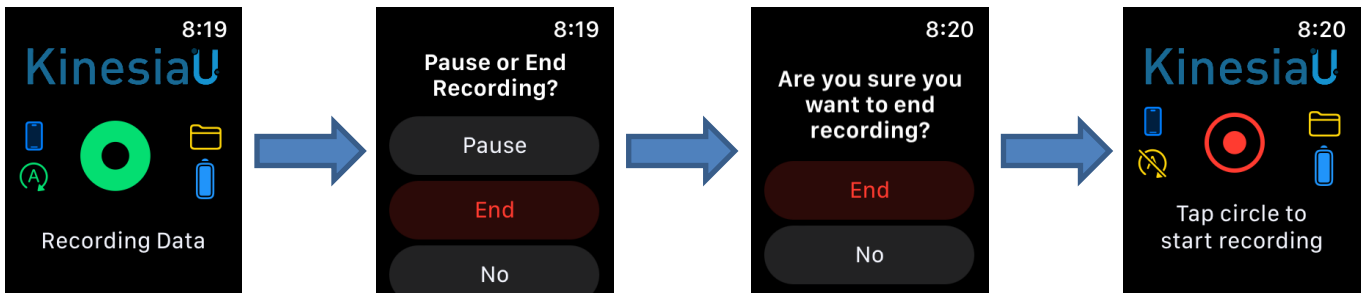 8:19
KinesiaU
A
Recording Data
8:19
Pause or End
Recording?
Pause
End
No
8:20
Are you sure you
want to end
recording?
End
No
8:20
KinesiaU
A
Tap circle to
start recording